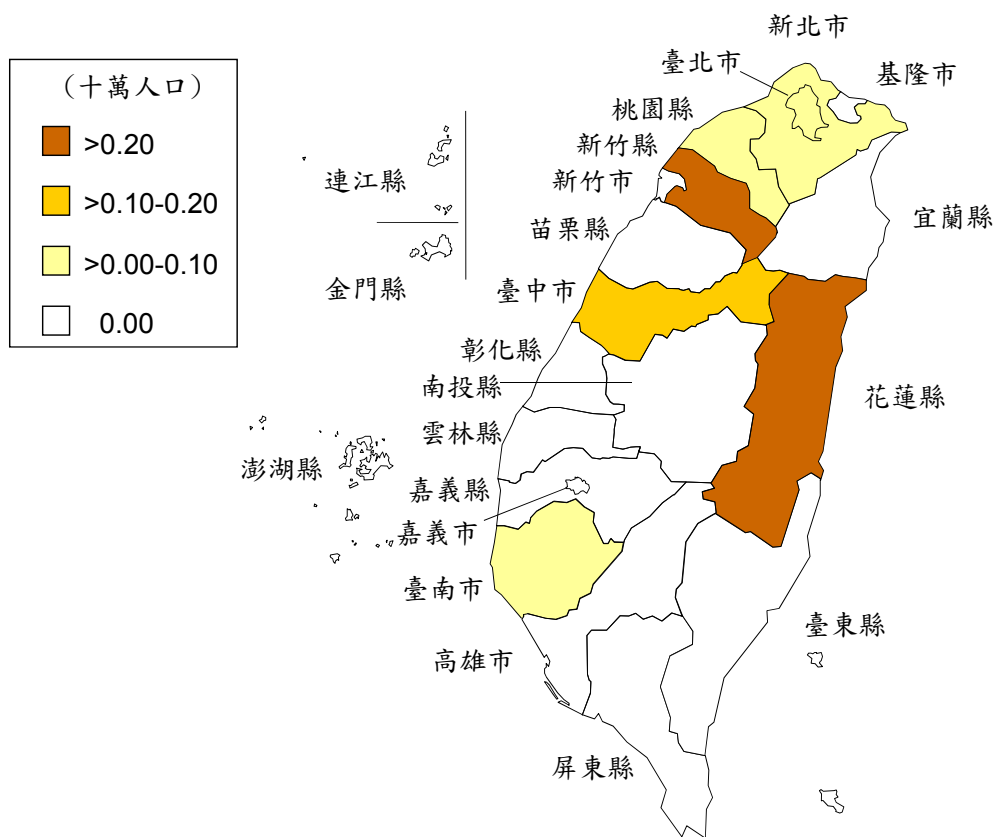 (十萬人口)
>0.20
>0.10-0.20
>0.00-0.10
0.00
新北市
臺北市
基隆市
桃園縣
新竹縣
新竹市
連江縣
苗栗縣
宜蘭縣
金門縣
臺中市
彰化縣
南投縣
花蓮縣
雲林縣
澎湖縣
嘉義縣
嘉義市
臺南市
臺東縣
高雄市
屏東縣